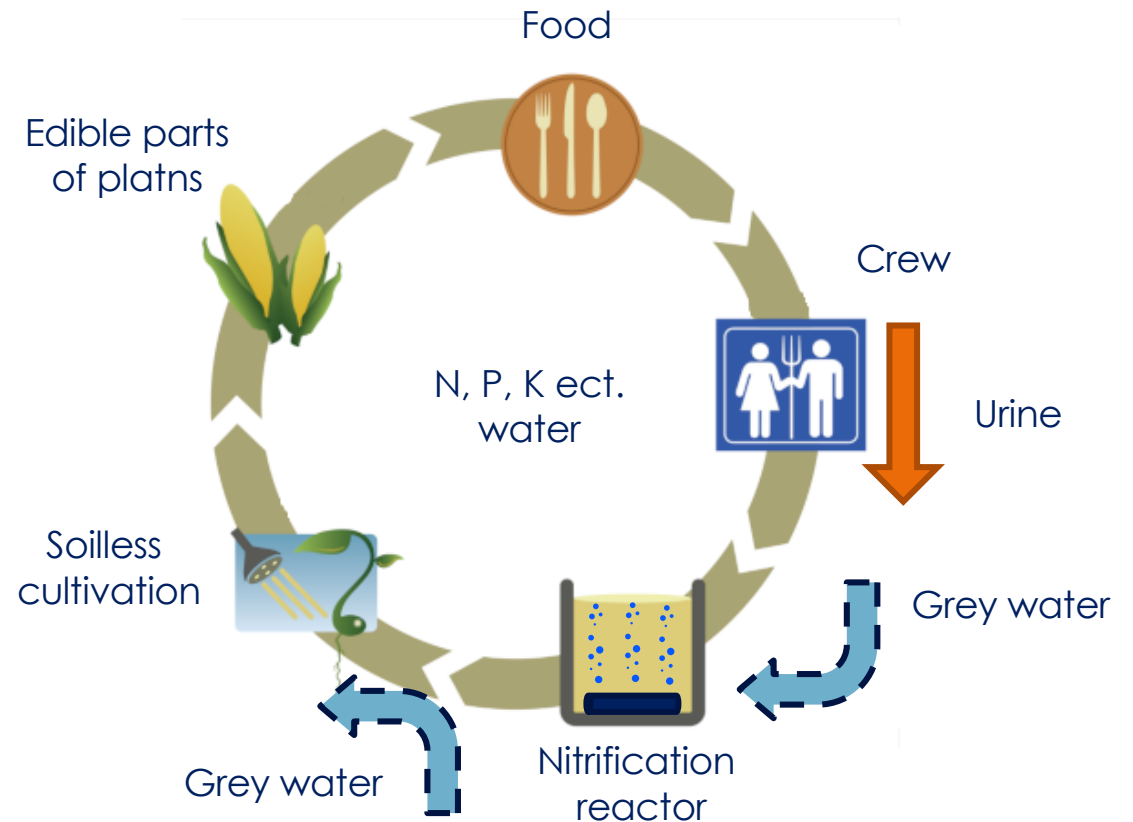 Food
Edible parts
of platns
Crew
N, P, K ect.
water
Urine
Soilless
cultivation
Grey water
Grey water
Nitrification
reactor